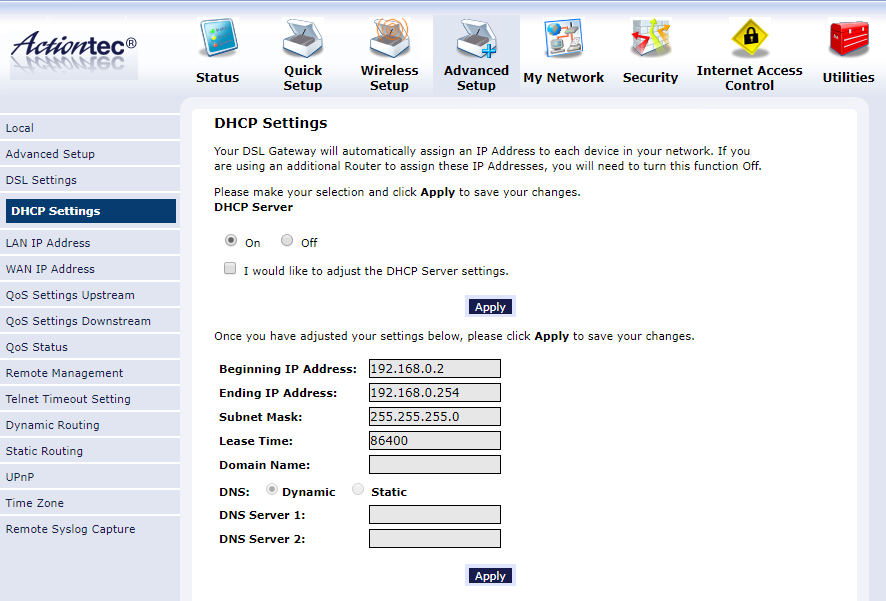 Actiontec®
Status
Quick Setup
Wireless Setup
Advanced Setup
My Network
Security
Internet Access Control
Utilities
Local
Advanced Setup
DSL Settings
DHCP Settings
LAN IP Address
WAN IP Address
QoS Settings Upstream
QoS Settings Downstream
QoS Status
Remote Management
Telnet Timeout Setting
Dynamic Routing
Static Routing
UPnP
Time Zone
Remote Syslog Capture
DHCP Settings
Your DSL Gateway will automatically assign an IP Address to each device in your network. If you
are using an additional Router to assign these IP Addresses, you will need to turn this function Off.
Please make your selection and click Apply to save your changes.
DHCP Server
On Off
I would like to adjust the DHCP Server settings.
Apply
Once you have adjusted your settings below, please click Apply to save your changes.
Beginning IP Address: 192.168.0.2
Ending IP Address: 192.168.0.254
Subnet Mask: 255.255.255.0
Lease Time: 86400
Domain Name:
DNS: Dynamic Static
DNS Server 1:
DNS Server 2:
Apply